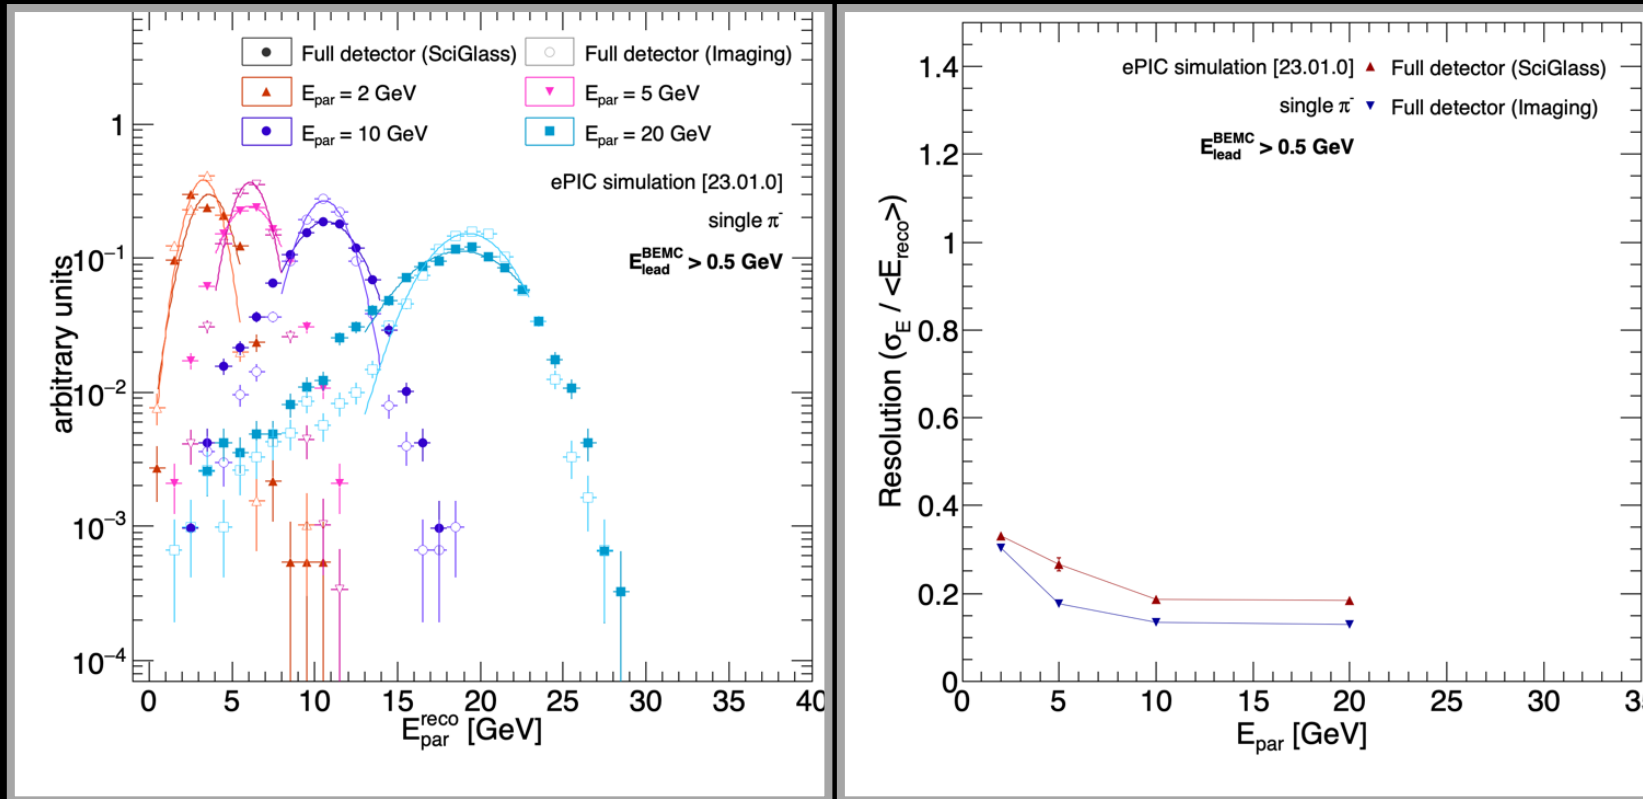 Full detector (SciGlass)
Full detector (Imaging)
E_par = 2 GeV
E_par = 5 GeV
E_par = 10 GeV
E_par = 20 GeV
ePIC simulation [23.01.0]
single π⁻
E_lead^BEMC > 0.5 GeV
arbitrary units
1
10⁻¹
10⁻²
10⁻³
10⁻⁴
0 5 10 15 20 25 30 35 40
E_par^reco [GeV]
ePIC simulation [23.01.0]
Full detector (SciGlass)
single π⁻
Full detector (Imaging)
E_lead^BEMC > 0.5 GeV
Resolution (σ_E / <E_reco>)
1.4
1.2
1
0.8
0.6
0.4
0.2
0
0 5 10 15 20 25 30
E_par [GeV]